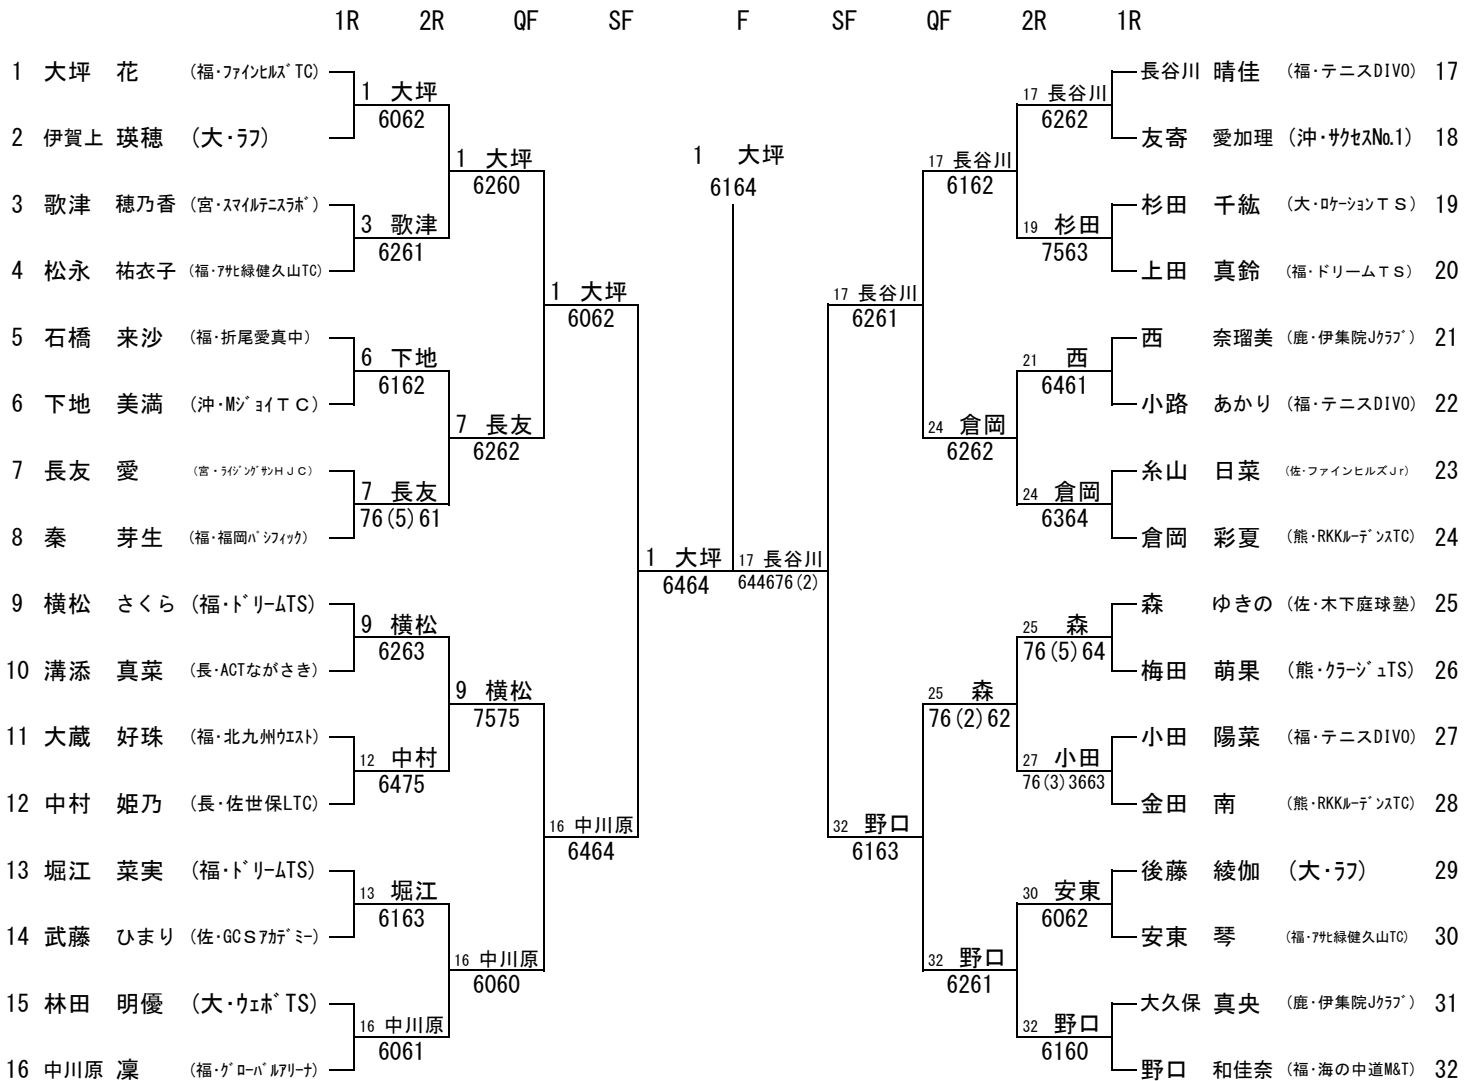 1R 2R QF SF F SF QF 2R 1R
1 大坪 花 (福・ファインヒルズTC)
2 伊賀上 瑛穂 (大・ラフ)
3 歌津 穂乃香 (宮・スマイルテニスラボ)
4 松永 祐衣子 (福・アサヒ緑健久山TC)
5 石橋 来沙 (福・折尾愛真中)
6 下地 美満 (沖・MジョイTC)
7 長友 愛 (宮・ライジングサンHJC)
8 秦 芽生 (福・福岡パシフィック)
9 横松 さくら (福・ドリームTS)
10 溝添 真菜 (長・ACTながさき)
11 大蔵 好珠 (福・北九州ウエスト)
12 中村 姫乃 (長・佐世保LTC)
13 堀江 菜実 (福・ドリームTS)
14 武藤 ひまり (佐・GCSアカデミー)
15 林田 明優 (大・ウェボTS)
16 中川原 凜 (福・グローバルアリーナ)
1 大坪
6062
3 歌津
6261
6 下地
6162
7 長友
76(5)61
9 横松
6263
12 中村
6475
13 堀江
6163
16 中川原
6061
1 大坪
6260
7 長友
6262
9 横松
7575
16 中川原
6060
1 大坪
6062
16 中川原
6464
1 大坪
6464
1 大坪
6164
17 長谷川
644676(2)
17 長谷川
6261
32 野口
6163
17 長谷川
6162
24 倉岡
6262
25 森
76(2)62
32 野口
6261
17 長谷川
6262
19 杉田
7563
21 西
6461
24 倉岡
6364
25 森
76(5)64
27 小田
76(3)3663
30 安東
6062
32 野口
6160
長谷川 晴佳 (福・テニスDIVO) 17
友寄 愛加理 (沖・サクセスNo.1) 18
杉田 千紘 (大・ロケーションTS) 19
上田 真鈴 (福・ドリームTS) 20
西 奈瑠美 (鹿・伊集院Jクラブ) 21
小路 あかり (福・テニスDIVO) 22
糸山 日菜 (佐・ファインヒルズJr) 23
倉岡 彩夏 (熊・RKKルーデンスTC) 24
森 ゆきの (佐・木下庭球塾) 25
梅田 萌果 (熊・クラージュTS) 26
小田 陽菜 (福・テニスDIVO) 27
金田 南 (熊・RKKルーデンスTC) 28
後藤 綾伽 (大・ラフ) 29
安東 琴 (福・アサヒ緑健久山TC) 30
大久保 真央 (鹿・伊集院Jクラブ) 31
野口 和佳奈 (福・海の中道M&T) 32